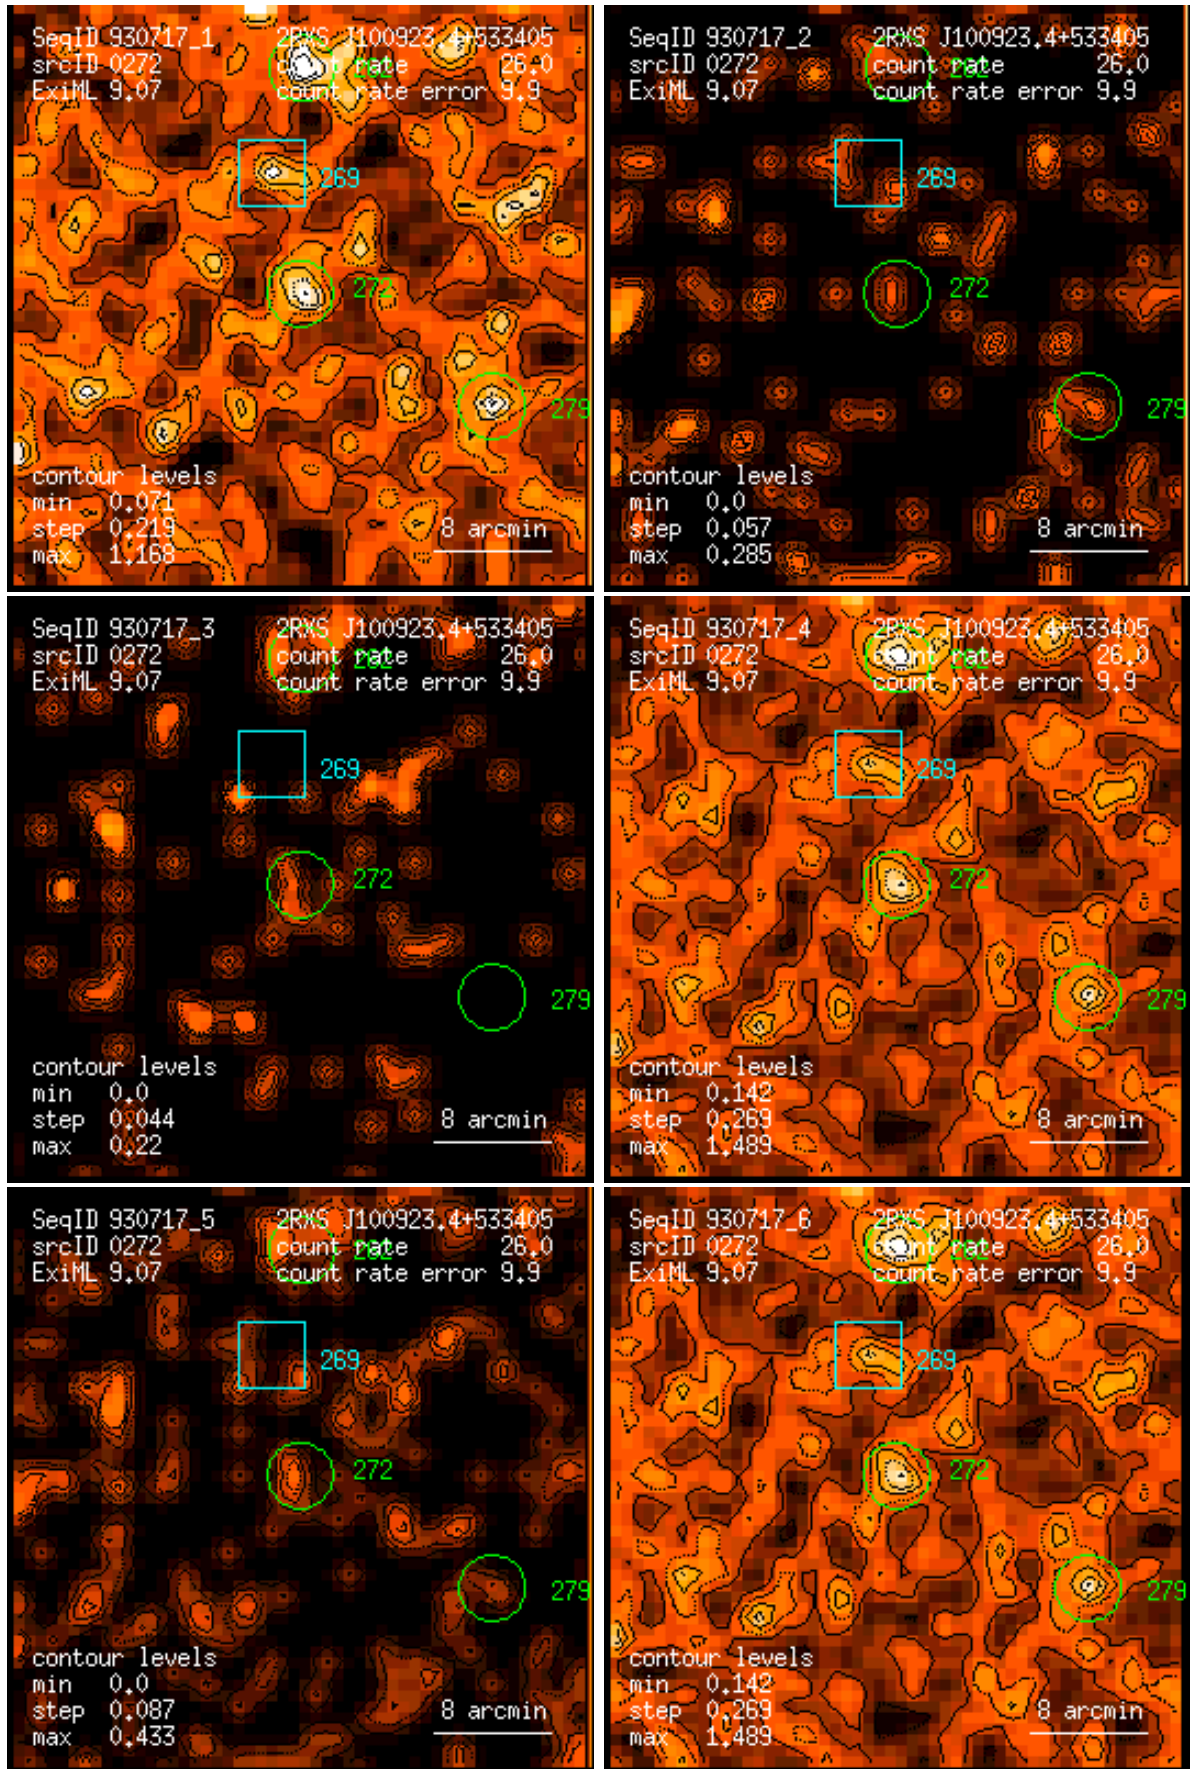 SeqID 930717_1 2RXS J100923.4+533405
srcID 0272 count rate 262 26.0
ExiML 9.07 count rate error 9.9
269
272
279
contour levels
min 0.071
step 0.219 8 arcmin
max 1.168
SeqID 930717_2 2RXS J100923.4+533405
srcID 0272 count rate 262 26.0
ExiML 9.07 count rate error 9.9
269
272
279
contour levels
min 0.0
step 0.057 8 arcmin
max 0.285
SeqID 930717_3 2RXS J100923.4+533405
srcID 0272 count rate 262 26.0
ExiML 9.07 count rate error 9.9
269
272
279
contour levels
min 0.0
step 0.044 8 arcmin
max 0.22
SeqID 930717_4 2RXS J100923.4+533405
srcID 0272 count rate 262 26.0
ExiML 9.07 count rate error 9.9
269
272
279
contour levels
min 0.142
step 0.269 8 arcmin
max 1.489
SeqID 930717_5 2RXS J100923.4+533405
srcID 0272 count rate 262 26.0
ExiML 9.07 count rate error 9.9
269
272
279
contour levels
min 0.0
step 0.087 8 arcmin
max 0.433
SeqID 930717_6 2RXS J100923.4+533405
srcID 0272 count rate 262 26.0
ExiML 9.07 count rate error 9.9
269
272
279
contour levels
min 0.142
step 0.269 8 arcmin
max 1.489